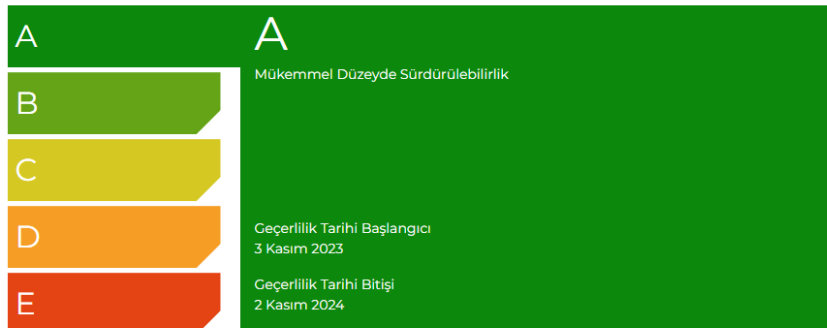 A
B
C
D
E
A
Mükemmel Düzeyde Sürdürülebilirlik
Geçerlilik Tarihi Başlangıcı
3 Kasım 2023
Geçerlilik Tarihi Bitişi
2 Kasım 2024